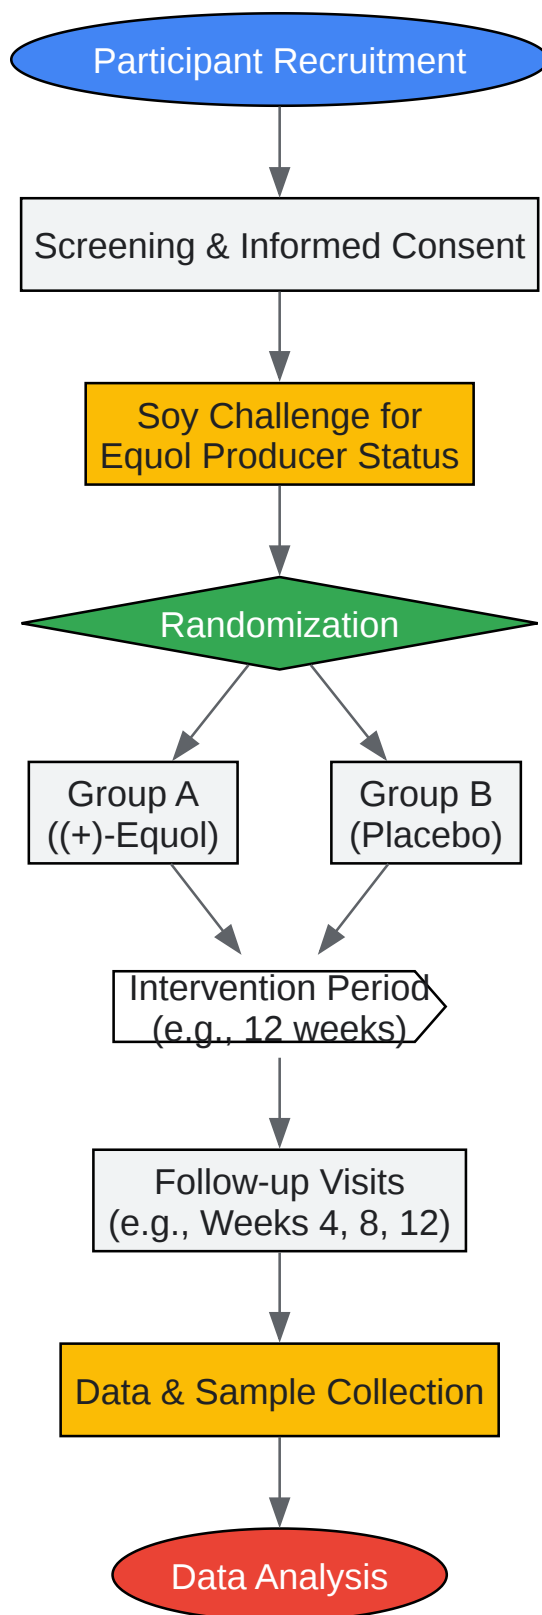 Participant Recruitment
Screening & Informed Consent
Soy Challenge for
Equol Producer Status
Randomization
Group A
((+)-Equol)
Group B
(Placebo)
Intervention Period
(e.g., 12 weeks)
Follow-up Visits
(e.g., Weeks 4, 8, 12)
Data & Sample Collection
Data Analysis